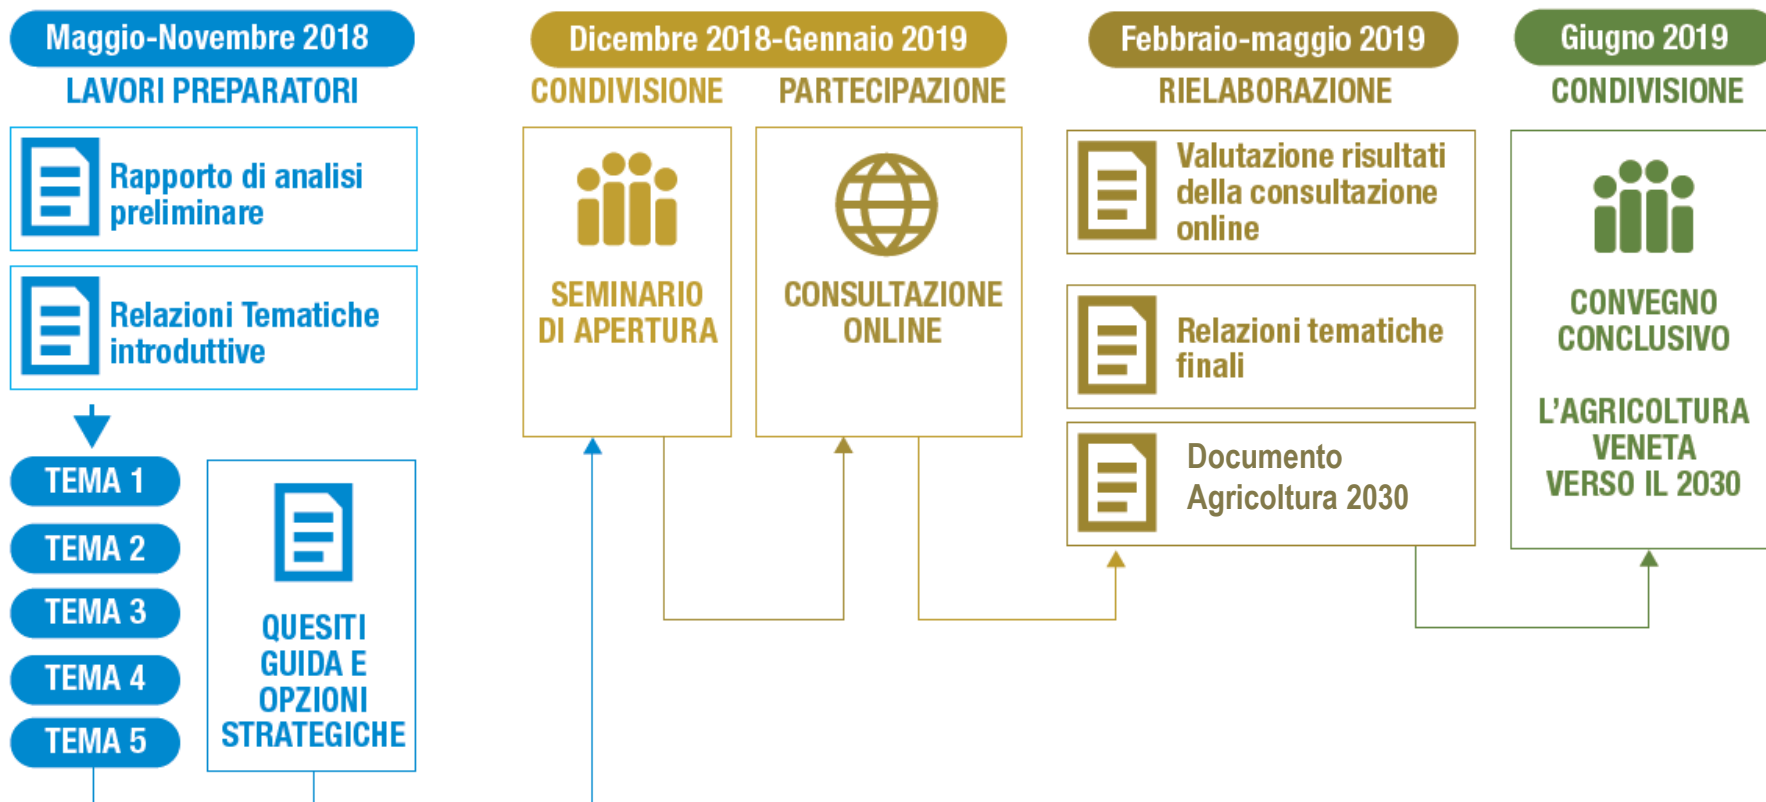 Maggio-Novembre 2018
LAVORI PREPARATORI
Rapporto di analisi
preliminare
Relazioni Tematiche
introduttive
TEMA 1
TEMA 2
TEMA 3
TEMA 4
TEMA 5
QUESITI
GUIDA E
OPZIONI
STRATEGICHE
Dicembre 2018-Gennaio 2019
CONDIVISIONE
SEMINARIO
DI APERTURA
PARTECIPAZIONE
CONSULTAZIONE
ONLINE
Febbraio-maggio 2019
RIELABORAZIONE
Valutazione risultati
della consultazione
online
Relazioni tematiche
finali
Documento
Agricoltura 2030
Giugno 2019
CONDIVISIONE
CONVEGNO
CONCLUSIVO
L'AGRICOLTURA
VENETA
VERSO IL 2030